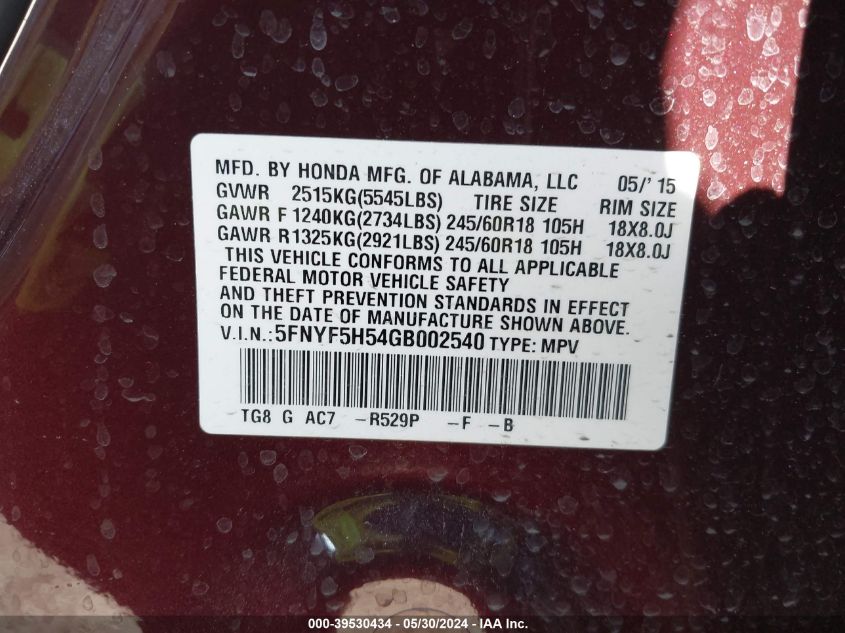 MFD. BY HONDA MFG. OF ALABAMA, LLC 05/' 15
GVWR 2515KG(5545LBS) TIRE SIZE RIM SIZE
GAWR F 1240KG(2734LBS) 245/60R18 105H 18X8.0J
GAWR R1325KG(2921LBS) 245/60R18 105H 18X8.0J
THIS VEHICLE CONFORMS TO ALL APPLICABLE
FEDERAL MOTOR VEHICLE SAFETY
AND THEFT PREVENTION STANDARDS IN EFFECT
ON THE DATE OF MANUFACTURE SHOWN ABOVE.
V.I.N.:5FNYF5H54GB002540 TYPE: MPV
TG8 G AC7 -R529P -F -B
000-39530434 - 05/30/2024 - IAA Inc.